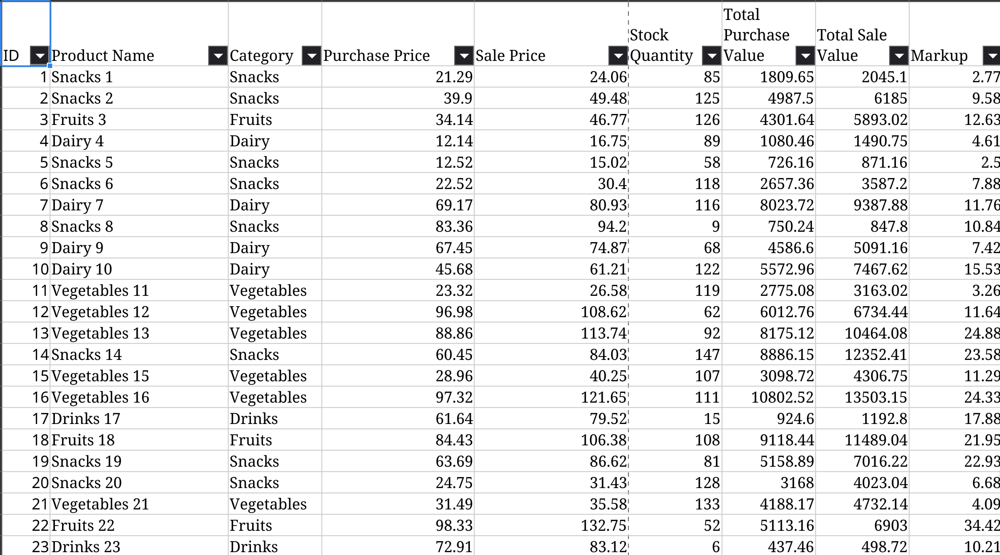 ID Product Name Category Purchase Price Sale Price Stock Quantity Total Purchase Value Total Sale Value Markup
1 Snacks 1 Snacks 21.29 24.06 85 1809.65 2045.1 2.77
2 Snacks 2 Snacks 39.9 49.48 125 4987.5 6185 9.58
3 Fruits 3 Fruits 34.14 46.77 126 4301.64 5893.02 12.63
4 Dairy 4 Dairy 12.14 16.75 89 1080.46 1490.75 4.61
5 Snacks 5 Snacks 12.52 15.02 58 726.16 871.16 2.5
6 Snacks 6 Snacks 22.52 30.4 118 2657.36 3587.2 7.88
7 Dairy 7 Dairy 69.17 80.93 116 8023.72 9387.88 11.76
8 Snacks 8 Snacks 83.36 94.2 9 750.24 847.8 10.84
9 Dairy 9 Dairy 67.45 74.87 68 4586.6 5091.16 7.42
10 Dairy 10 Dairy 45.68 61.21 122 5572.96 7467.62 15.53
11 Vegetables 11 Vegetables 23.32 26.58 119 2775.08 3163.02 3.26
12 Vegetables 12 Vegetables 96.98 108.62 62 6012.76 6734.44 11.64
13 Vegetables 13 Vegetables 88.86 113.74 92 8175.12 10464.08 24.88
14 Snacks 14 Snacks 60.45 84.03 147 8886.15 12352.41 23.58
15 Vegetables 15 Vegetables 28.96 40.25 107 3098.72 4306.75 11.29
16 Vegetables 16 Vegetables 97.32 121.65 111 10802.52 13503.15 24.33
17 Drinks 17 Drinks 61.64 79.52 15 924.6 1192.8 17.88
18 Fruits 18 Fruits 84.43 106.38 108 9118.44 11489.04 21.95
19 Snacks 19 Snacks 63.69 86.62 81 5158.89 7016.22 22.93
20 Snacks 20 Snacks 24.75 31.43 128 3168 4023.04 6.68
21 Vegetables 21 Vegetables 31.49 35.58 133 4188.17 4732.14 4.09
22 Fruits 22 Fruits 98.33 132.75 52 5113.16 6903 34.42
23 Drinks 23 Drinks 72.91 83.12 6 437.46 498.72 10.21